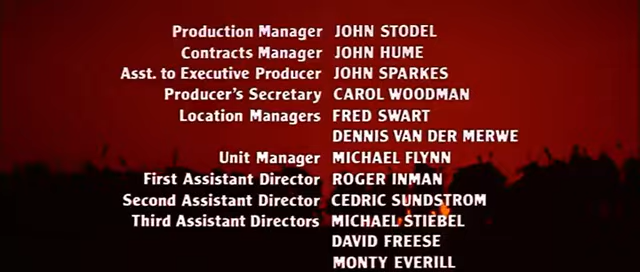 Production Manager JOHN STODEL
Contracts Manager JOHN HUME
Asst. to Executive Producer JOHN SPARKES
Producer's Secretary CAROL WOODMAN
Location Managers FRED SWART
DENNIS VAN DER MERWE
Unit Manager MICHAEL FLYNN
First Assistant Director ROGER INMAN
Second Assistant Director CEDRIC SUNDSTROM
Third Assistant Directors MICHAEL STIEBEL
DAVID FREESE
MONTY EVERILL